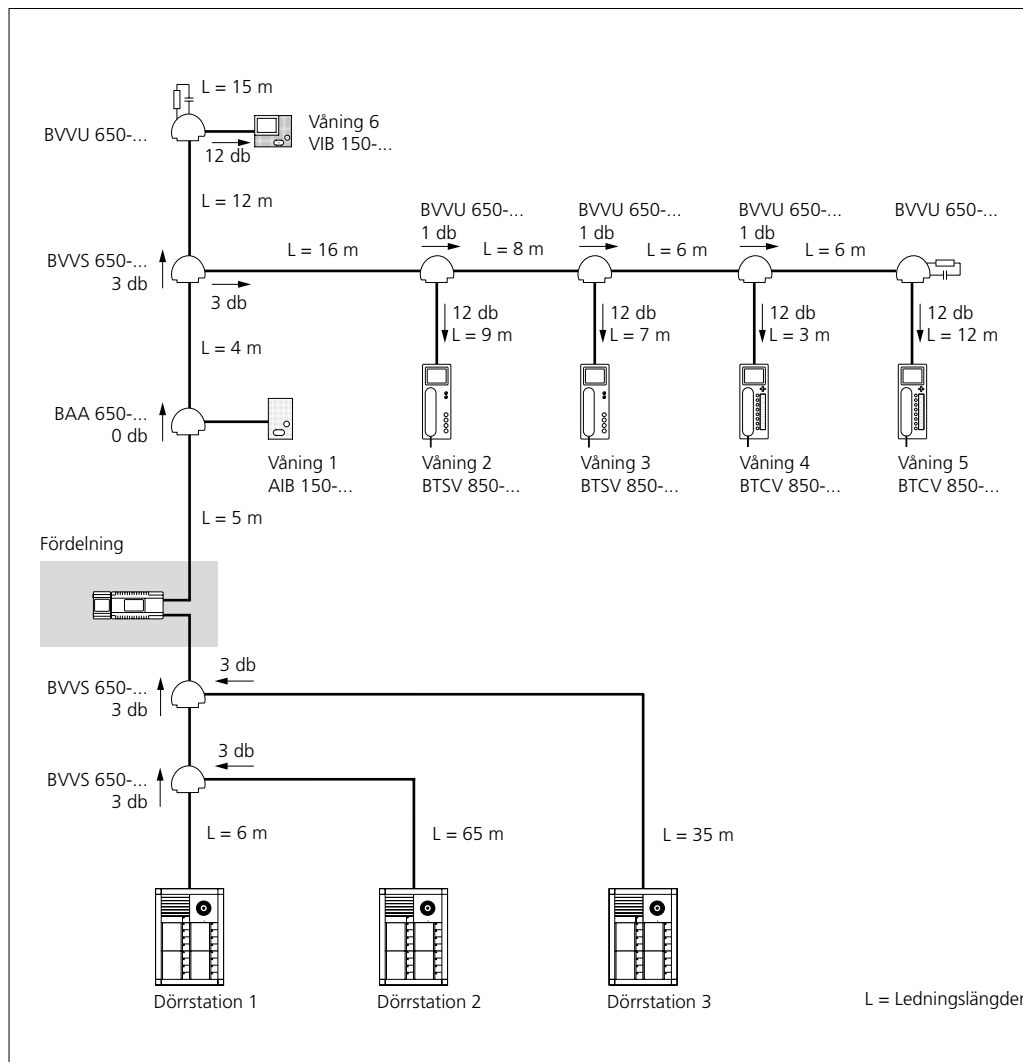 L = 15 m
BVVU 650-...
12 db
Våning 6
VIB 150-...
L = 12 m
BVVU 650-...
BVVU 650-...
BVVU 650-...
BVVU 650-...
1 db
1 db
1 db
L = 16 m
L = 8 m
L = 6 m
L = 6 m
BVVS 650-...
3 db
3 db
12 db
L = 9 m
12 db
L = 7 m
12 db
L = 3 m
12 db
L = 12 m
L = 4 m
BAA 650-...
0 db
Våning 1
AIB 150-...
Våning 2
BTSV 850-...
Våning 3
BTSV 850-...
Våning 4
BTCV 850-...
Våning 5
BTCV 850-...
L = 5 m
Fördelning
3 db
BVVS 650-...
3 db
3 db
BVVS 650-...
3 db
L = 6 m
L = 65 m
L = 35 m
Dörrstation 1
Dörrstation 2
Dörrstation 3
L = Ledningslängder